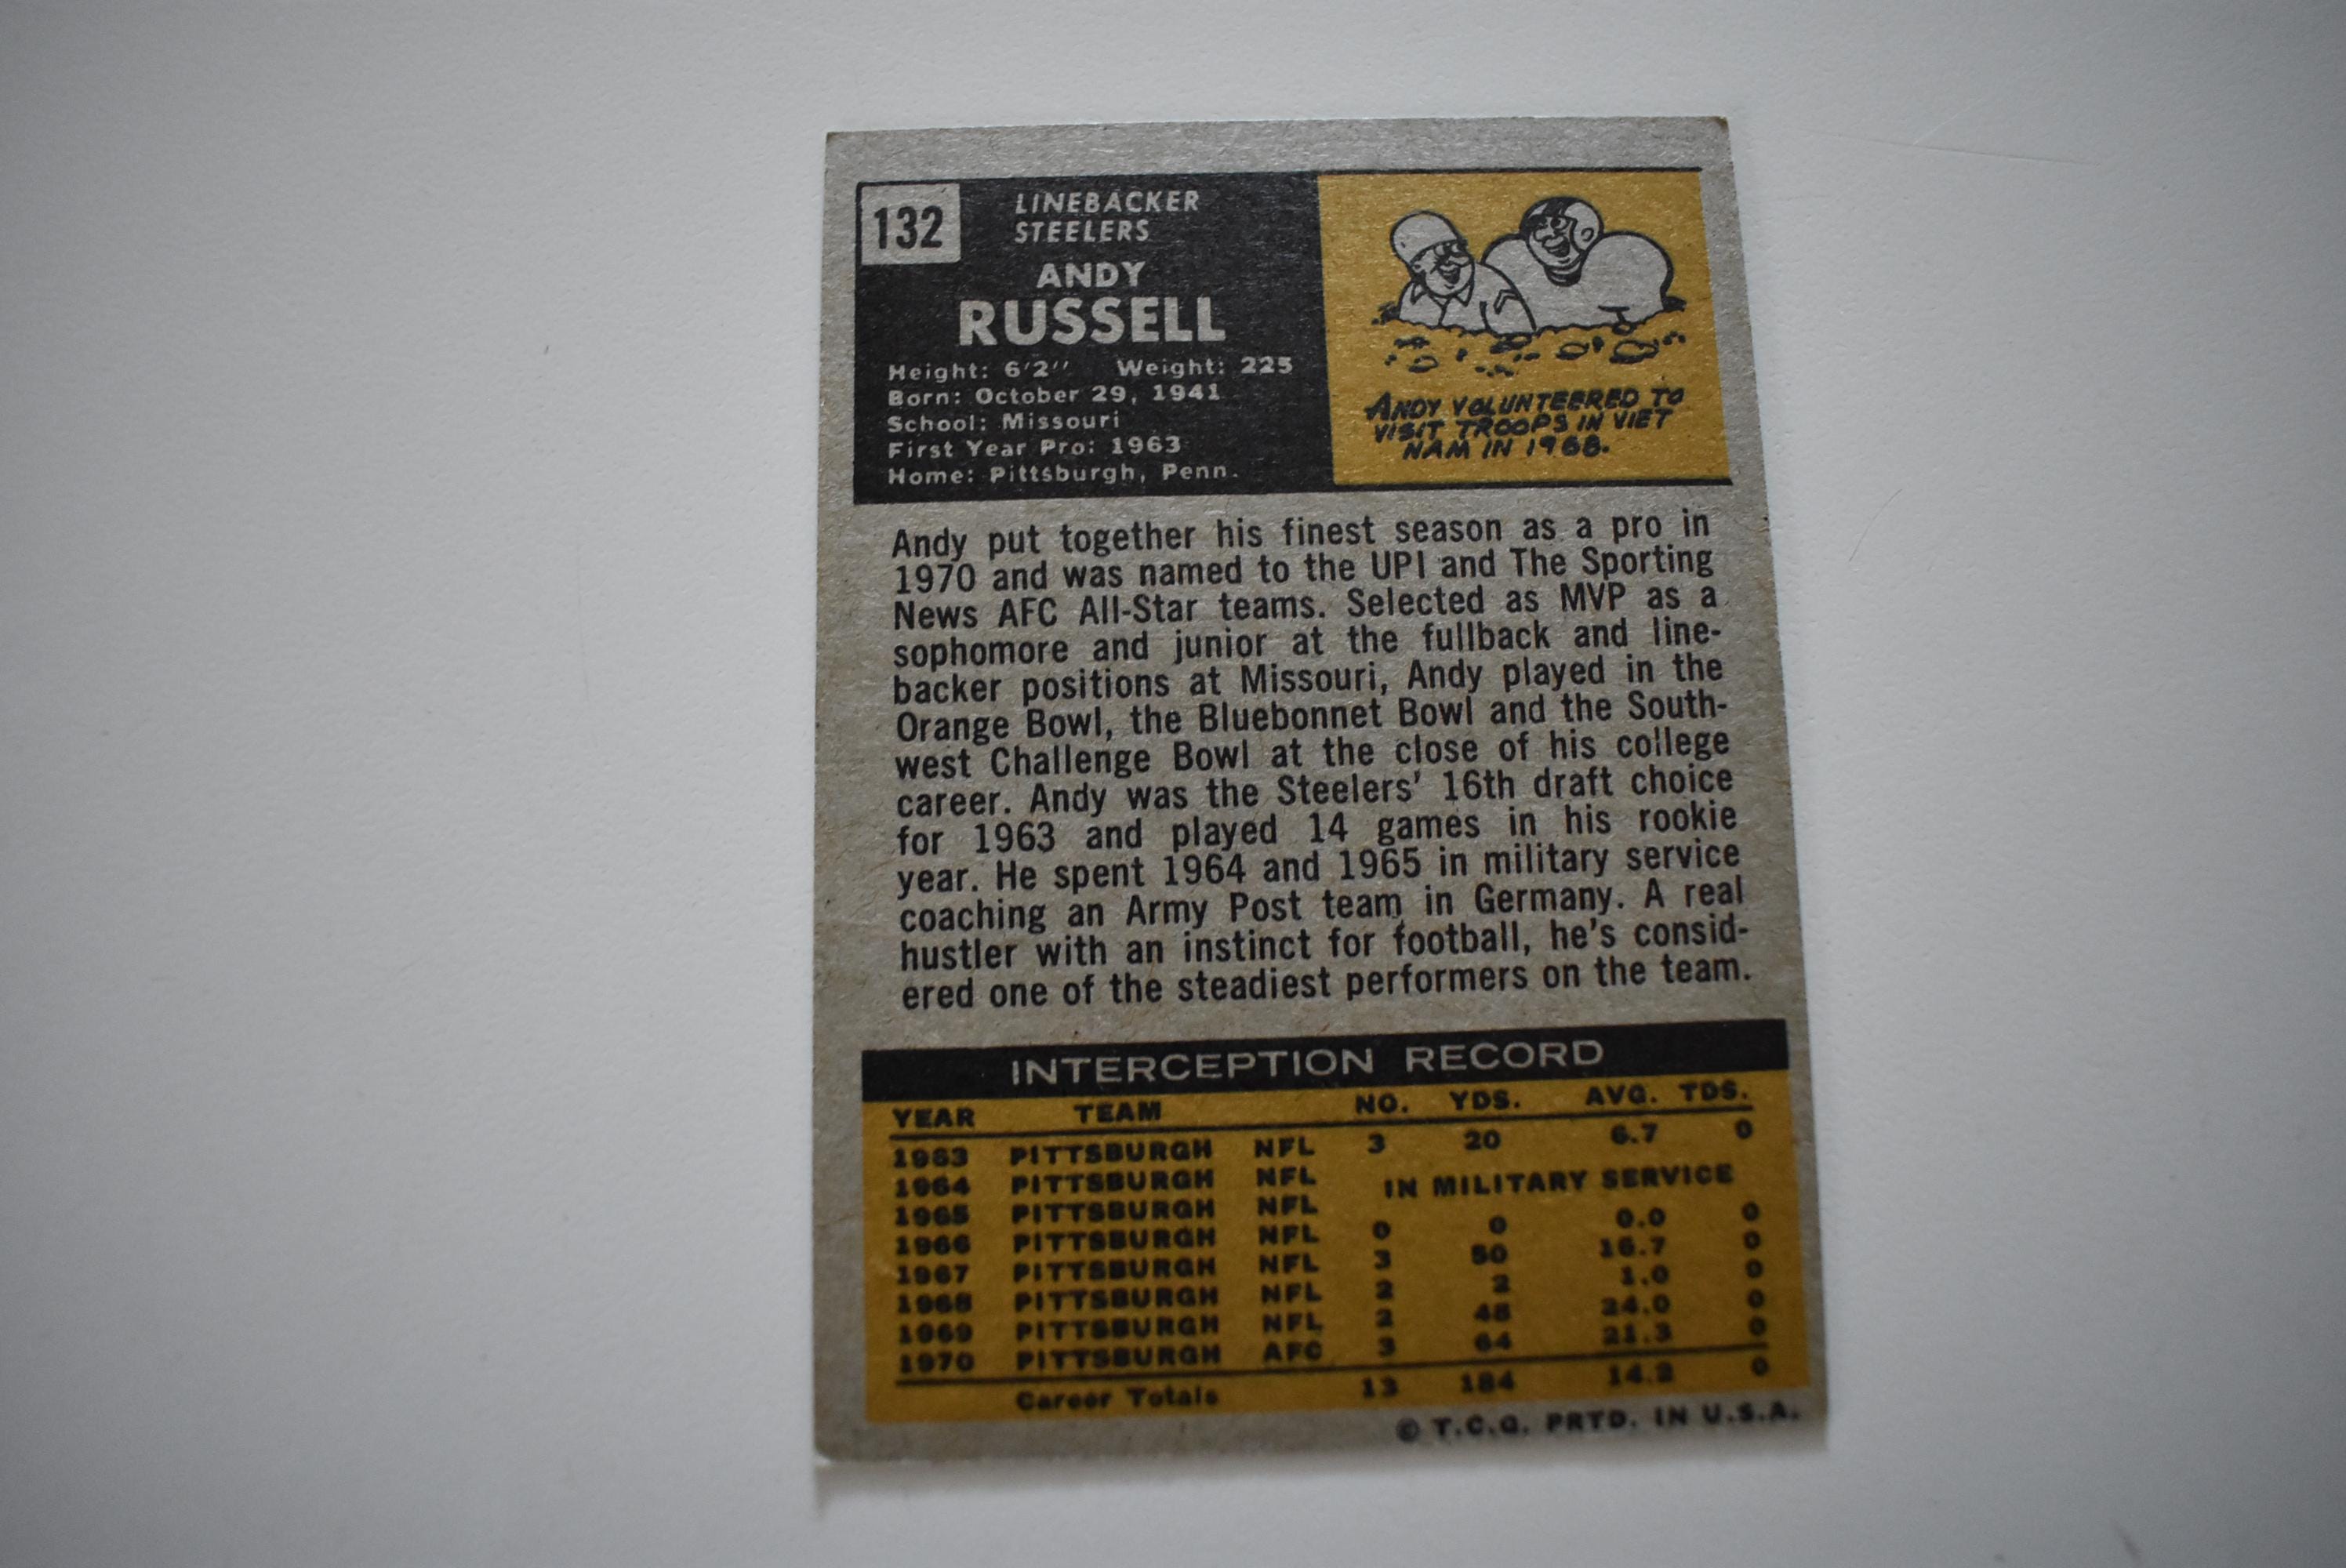 132
LINEBACKER
STEELERS
ANDY
RUSSELL
Height: 6'2'' Weight: 225
Born: October 29, 1941
School: Missouri
First Year Pro: 1963
Home: Pittsburgh, Penn.
ANDY VOLUNTEERED TO
VISIT TROOPS IN VIET
NAM IN 1968.
Andy put together his finest season as a pro in
1970 and was named to the UPI and The Sporting
News AFC All-Star teams. Selected as MVP as a
sophomore and junior at the fullback and line-
backer positions at Missouri, Andy played in the
Orange Bowl, the Bluebonnet Bowl and the South-
west Challenge Bowl at the close of his college
career. Andy was the Steelers' 16th draft choice
for 1963 and played 14 games in his rookie
year. He spent 1964 and 1965 in military service
coaching an Army Post team in Germany. A real
hustler with an instinct for football, he's consid-
ered one of the steadiest performers on the team.
INTERCEPTION RECORD
YEAR TEAM NO. YDS. AVG. TDS.
1963 PITTSBURGH NFL 3 20 6.7 0
1964 PITTSBURGH NFL IN MILITARY SERVICE
1965 PITTSBURGH NFL
1966 PITTSBURGH NFL 0 0 0.0 0
1967 PITTSBURGH NFL 3 50 16.7 0
1968 PITTSBURGH NFL 2 2 1.0 0
1969 PITTSBURGH NFL 2 48 24.0 0
1970 PITTSBURGH AFC 3 64 21.3 0
Career Totals 13 184 14.2 0
© T.C.G. PRTD. IN U.S.A.